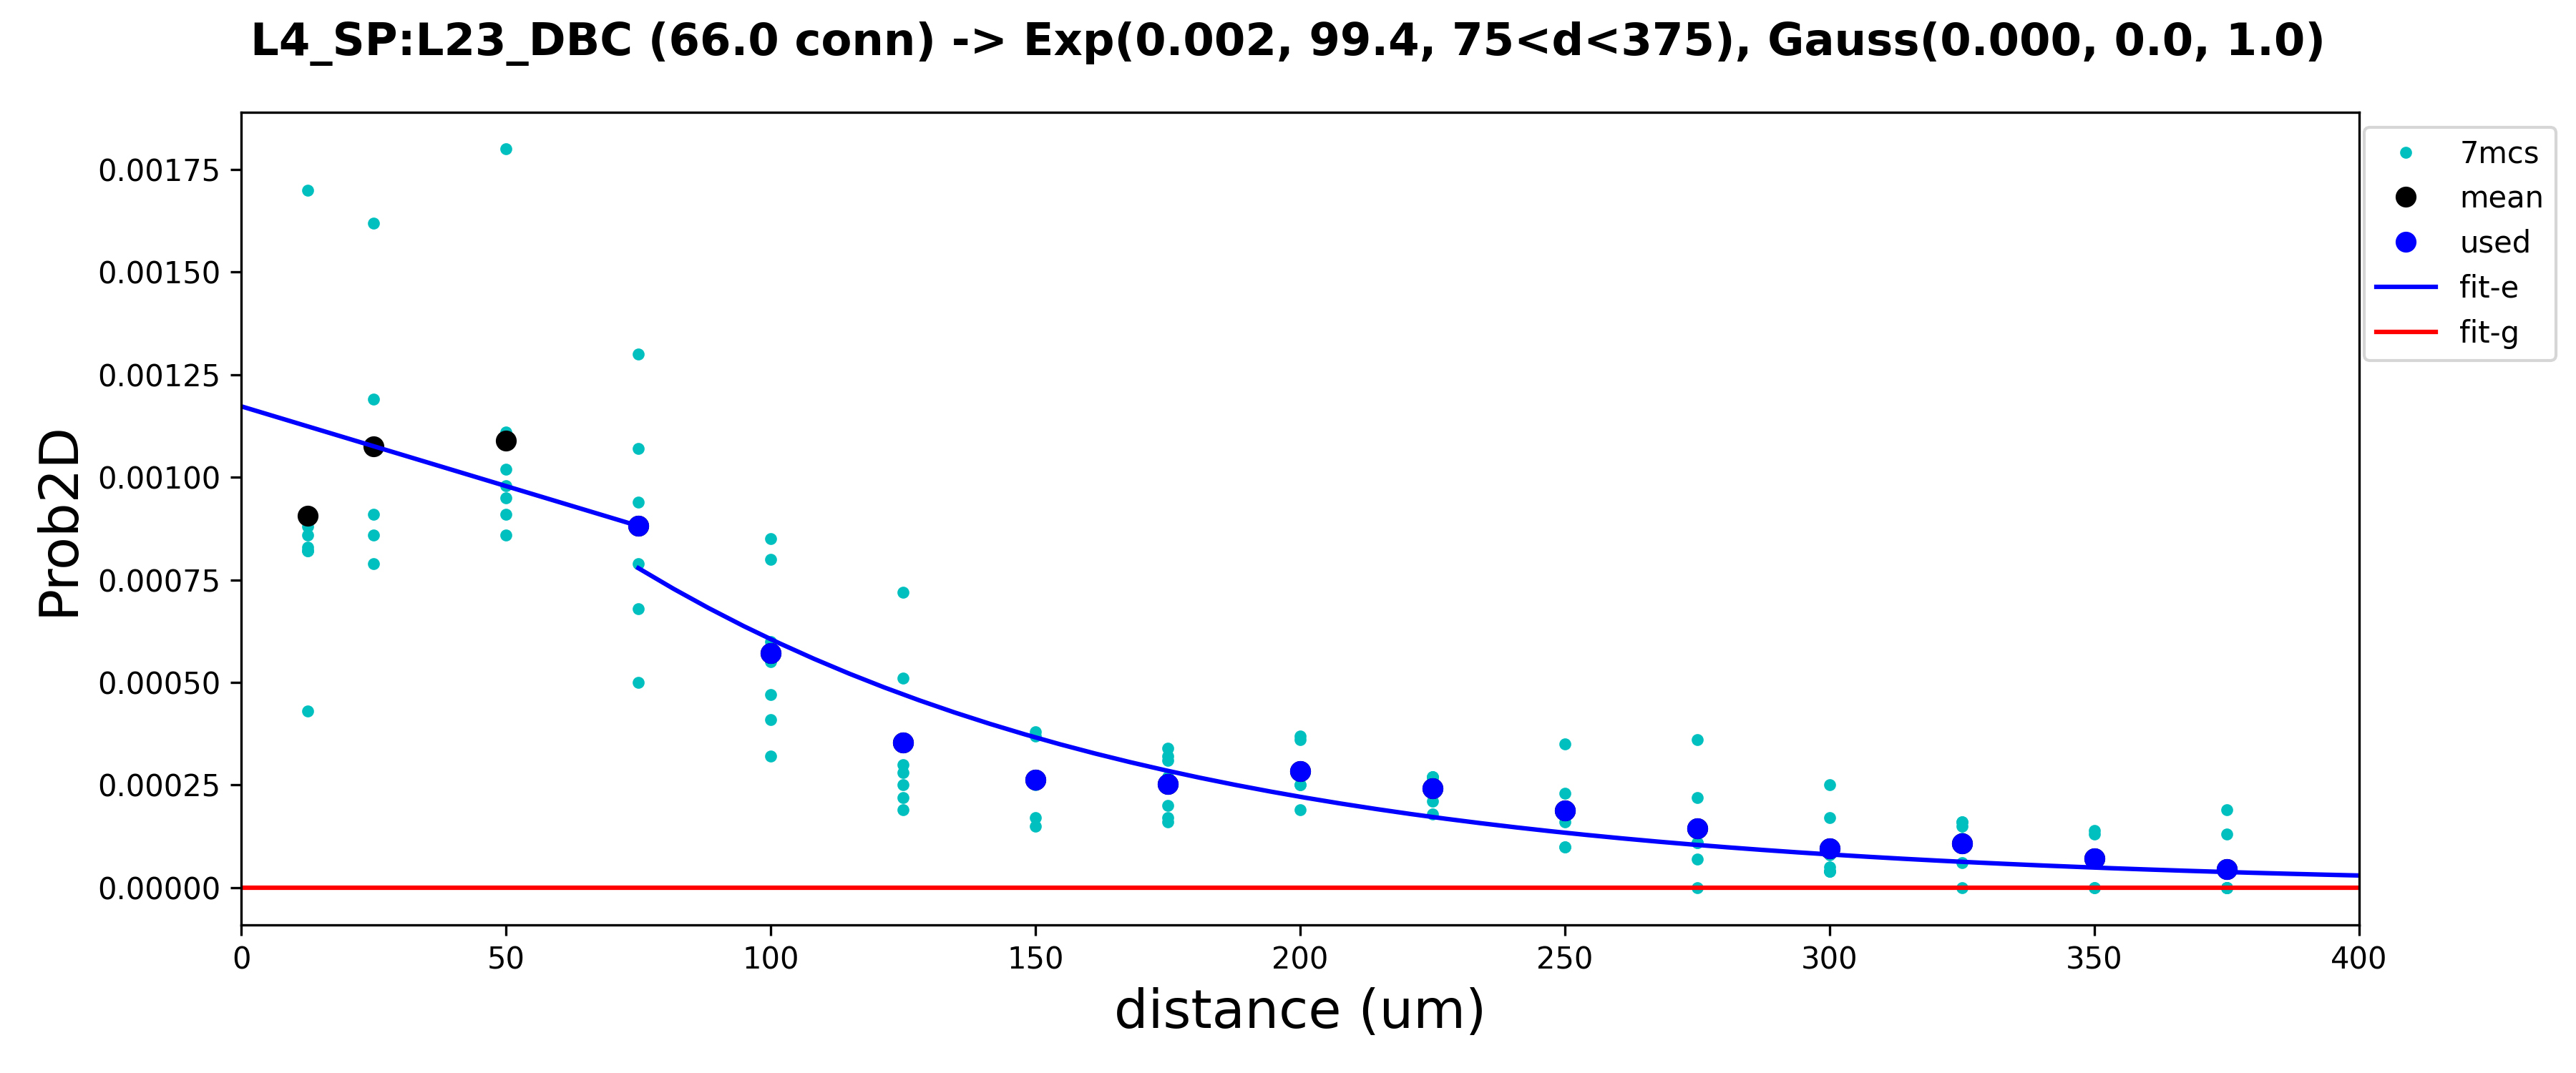 L4_SP:L23_DBC (66.0 conn) -> Exp(0.002, 99.4, 75<d<375), Gauss(0.000, 0.0, 1.0)
0.00175
0.00150
0.00125
0.00100
0.00075
0.00050
0.00025
0.00000
Prob2D
0 50 100 150 200 250 300 350 400
distance (um)
7mcs
mean
used
fit-e
fit-g